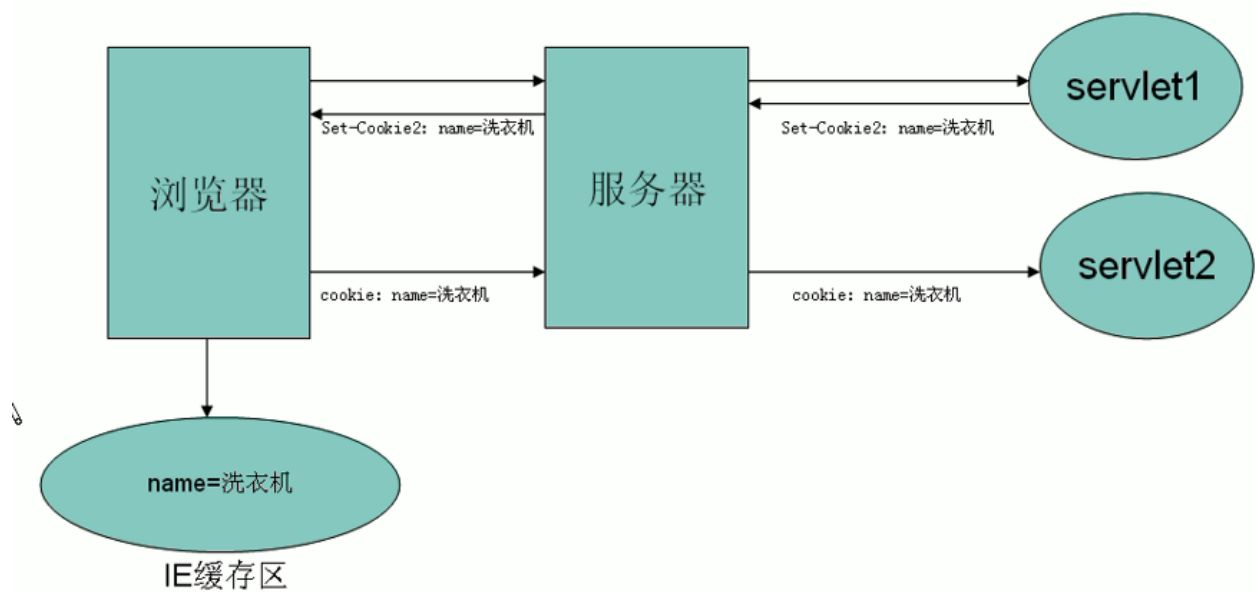 servlet1
Set-Cookie2: name=洗衣机
Set-Cookie2: name=洗衣机
浏览器
服务器
servlet2
cookie: name=洗衣机
cookie: name=洗衣机
name=洗衣机
IE缓存区